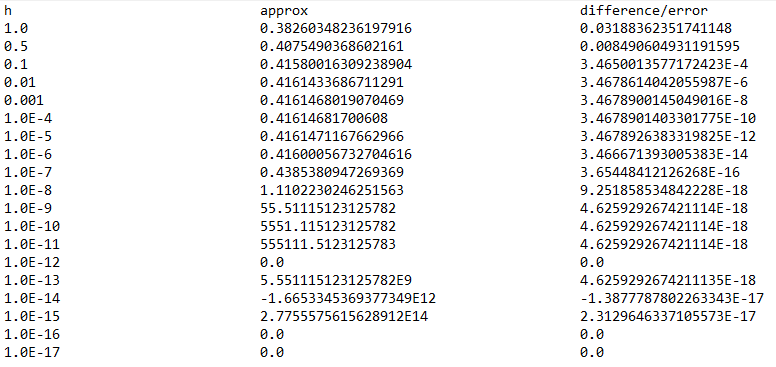 h approx difference/error
1.0 0.38260348236197916 0.03188362351741148
0.5 0.4075490368602161 0.008490604931191595
0.1 0.41580016309238904 3.4650013577172423E-4
0.01 0.4161433686711291 3.4678614042055987E-6
0.001 0.4161468019070469 3.4678900145049016E-8
1.0E-4 0.41614681700608 3.4678901403301775E-10
1.0E-5 0.4161471167662966 3.4678926383319825E-12
1.0E-6 0.41600056732704616 3.466671393005383E-14
1.0E-7 0.4385380947269369 3.65448412126268E-16
1.0E-8 1.1102230246251563 9.251858534842228E-18
1.0E-9 55.51115123125782 4.625929267421114E-18
1.0E-10 5551.115123125782 4.625929267421114E-18
1.0E-11 555111.5123125783 4.625929267421114E-18
1.0E-12 0.0 0.0
1.0E-13 5.551115123125782E9 4.6259292674211135E-18
1.0E-14 -1.6653345369377349E12 -1.3877787802263343E-17
1.0E-15 2.7755575615628912E14 2.3129646337105573E-17
1.0E-16 0.0 0.0
1.0E-17 0.0 0.0